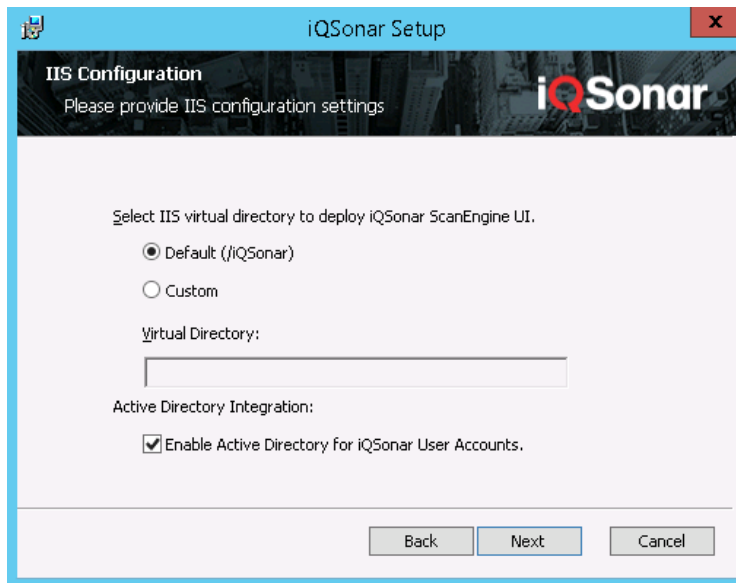 iQSonar Setup
x
IIS Configuration
Please provide IIS configuration settings
iQSonar
Select IIS virtual directory to deploy iQSonar ScanEngine UI.
Default (/iQSonar)
Custom
Virtual Directory:
Active Directory Integration:
Enable Active Directory for iQSonar User Accounts.
Back Next Cancel